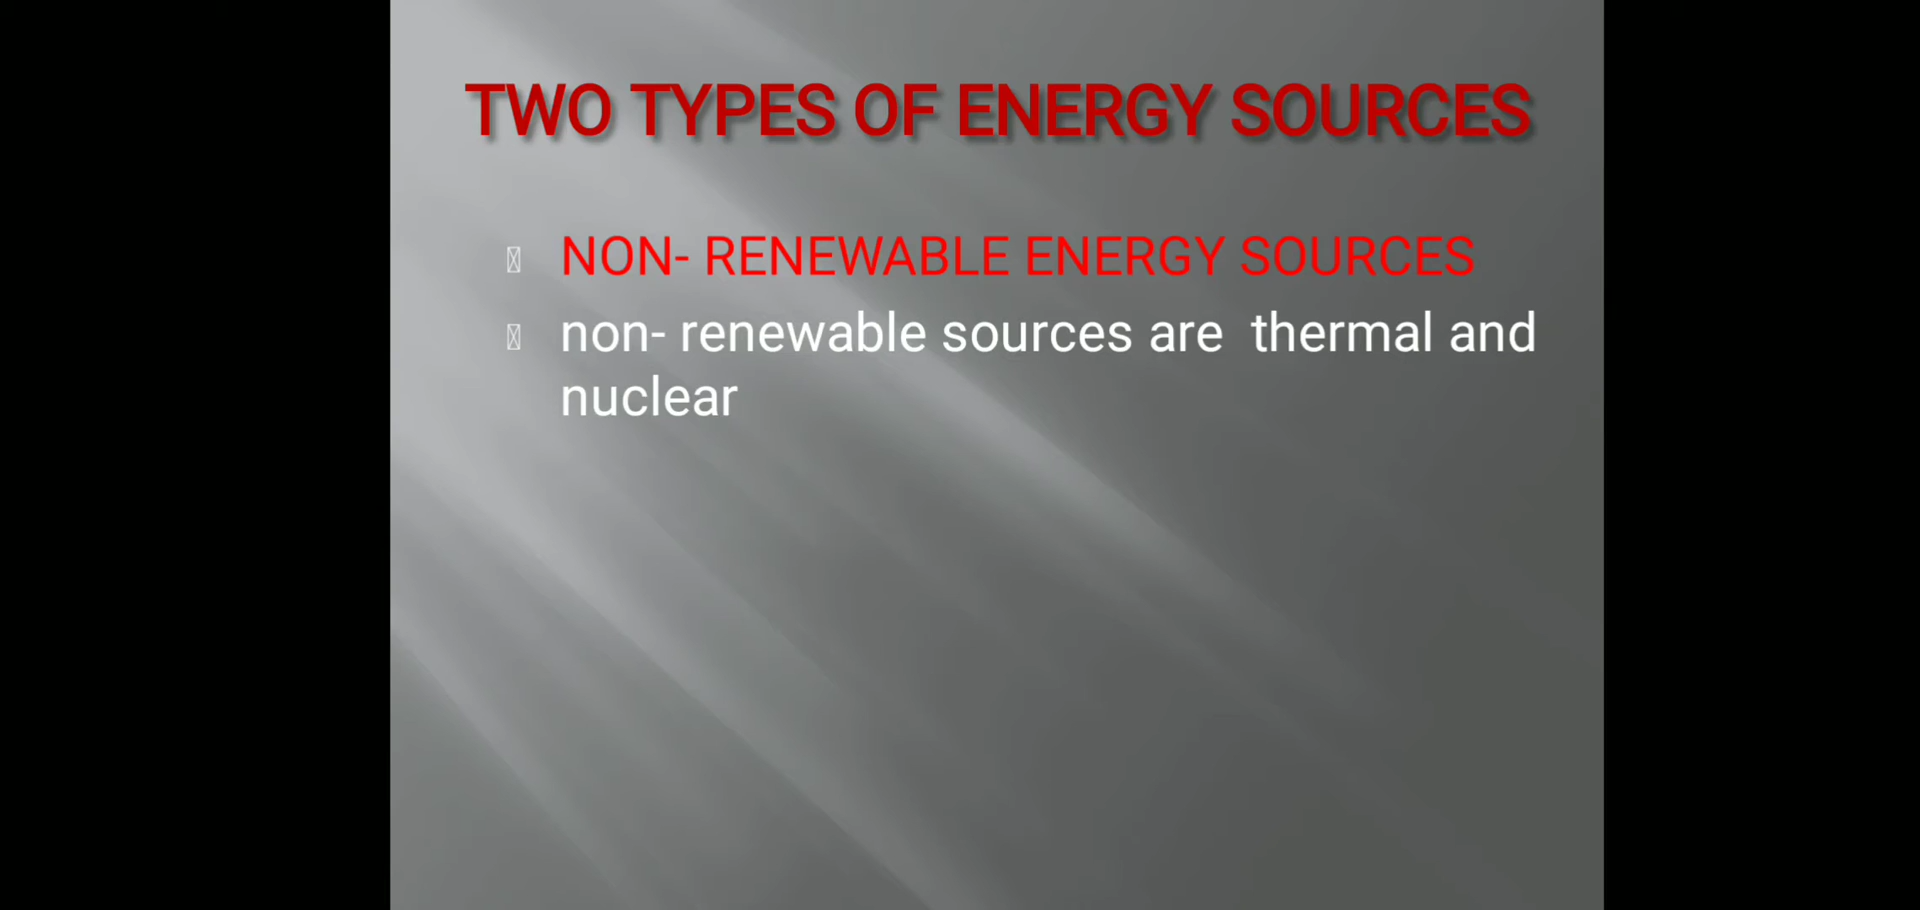 TWO TYPES OF ENERGY SOURCES
NON- RENEWABLE ENERGY SOURCES
non- renewable sources are  thermal and
nuclear